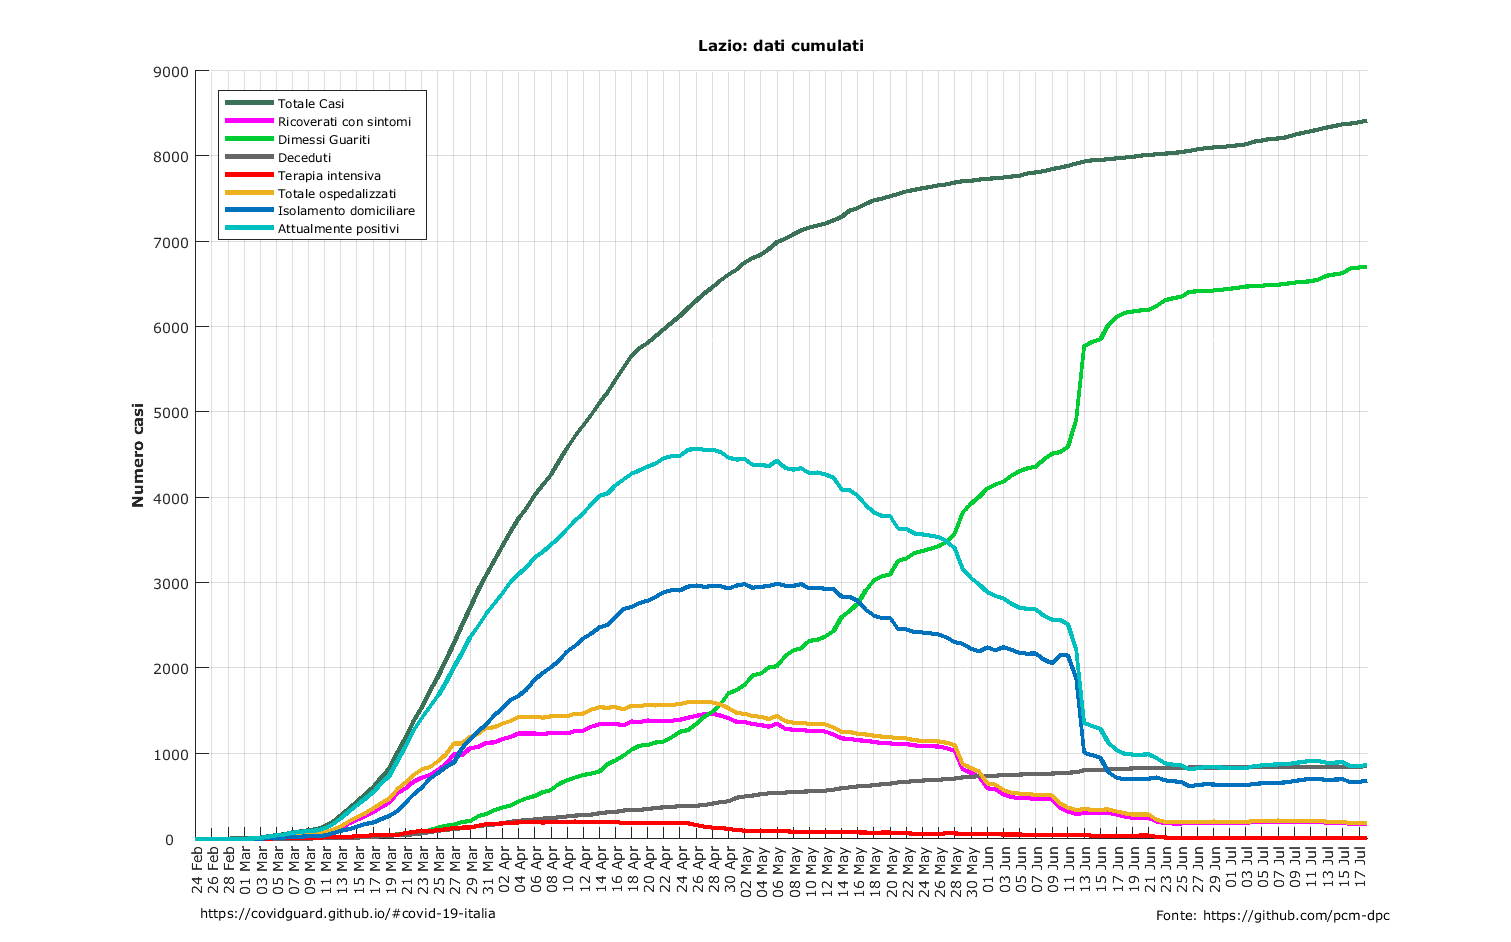 Lazio: dati cumulati
9000
8000
7000
6000
5000
4000
3000
2000
1000
0
Numero casi
Totale Casi
Ricoverati con sintomi
Dimessi Guariti
Deceduti
Terapia intensiva
Totale ospedalizzati
Isolamento domiciliare
Attualmente positivi
24 Feb
26 Feb
28 Feb
01 Mar
03 Mar
05 Mar
07 Mar
09 Mar
11 Mar
13 Mar
15 Mar
17 Mar
19 Mar
21 Mar
23 Mar
25 Mar
27 Mar
29 Mar
31 Mar
02 Apr
04 Apr
06 Apr
08 Apr
10 Apr
12 Apr
14 Apr
16 Apr
18 Apr
20 Apr
22 Apr
24 Apr
26 Apr
28 Apr
30 Apr
02 May
04 May
06 May
08 May
10 May
12 May
14 May
16 May
18 May
20 May
22 May
24 May
26 May
28 May
30 May
01 Jun
03 Jun
05 Jun
07 Jun
09 Jun
11 Jun
13 Jun
15 Jun
17 Jun
19 Jun
21 Jun
23 Jun
25 Jun
27 Jun
29 Jun
01 Jul
03 Jul
05 Jul
07 Jul
09 Jul
11 Jul
13 Jul
15 Jul
17 Jul
https://covidguard.github.io/#covid-19-italia
Fonte: https://github.com/pcm-dpc